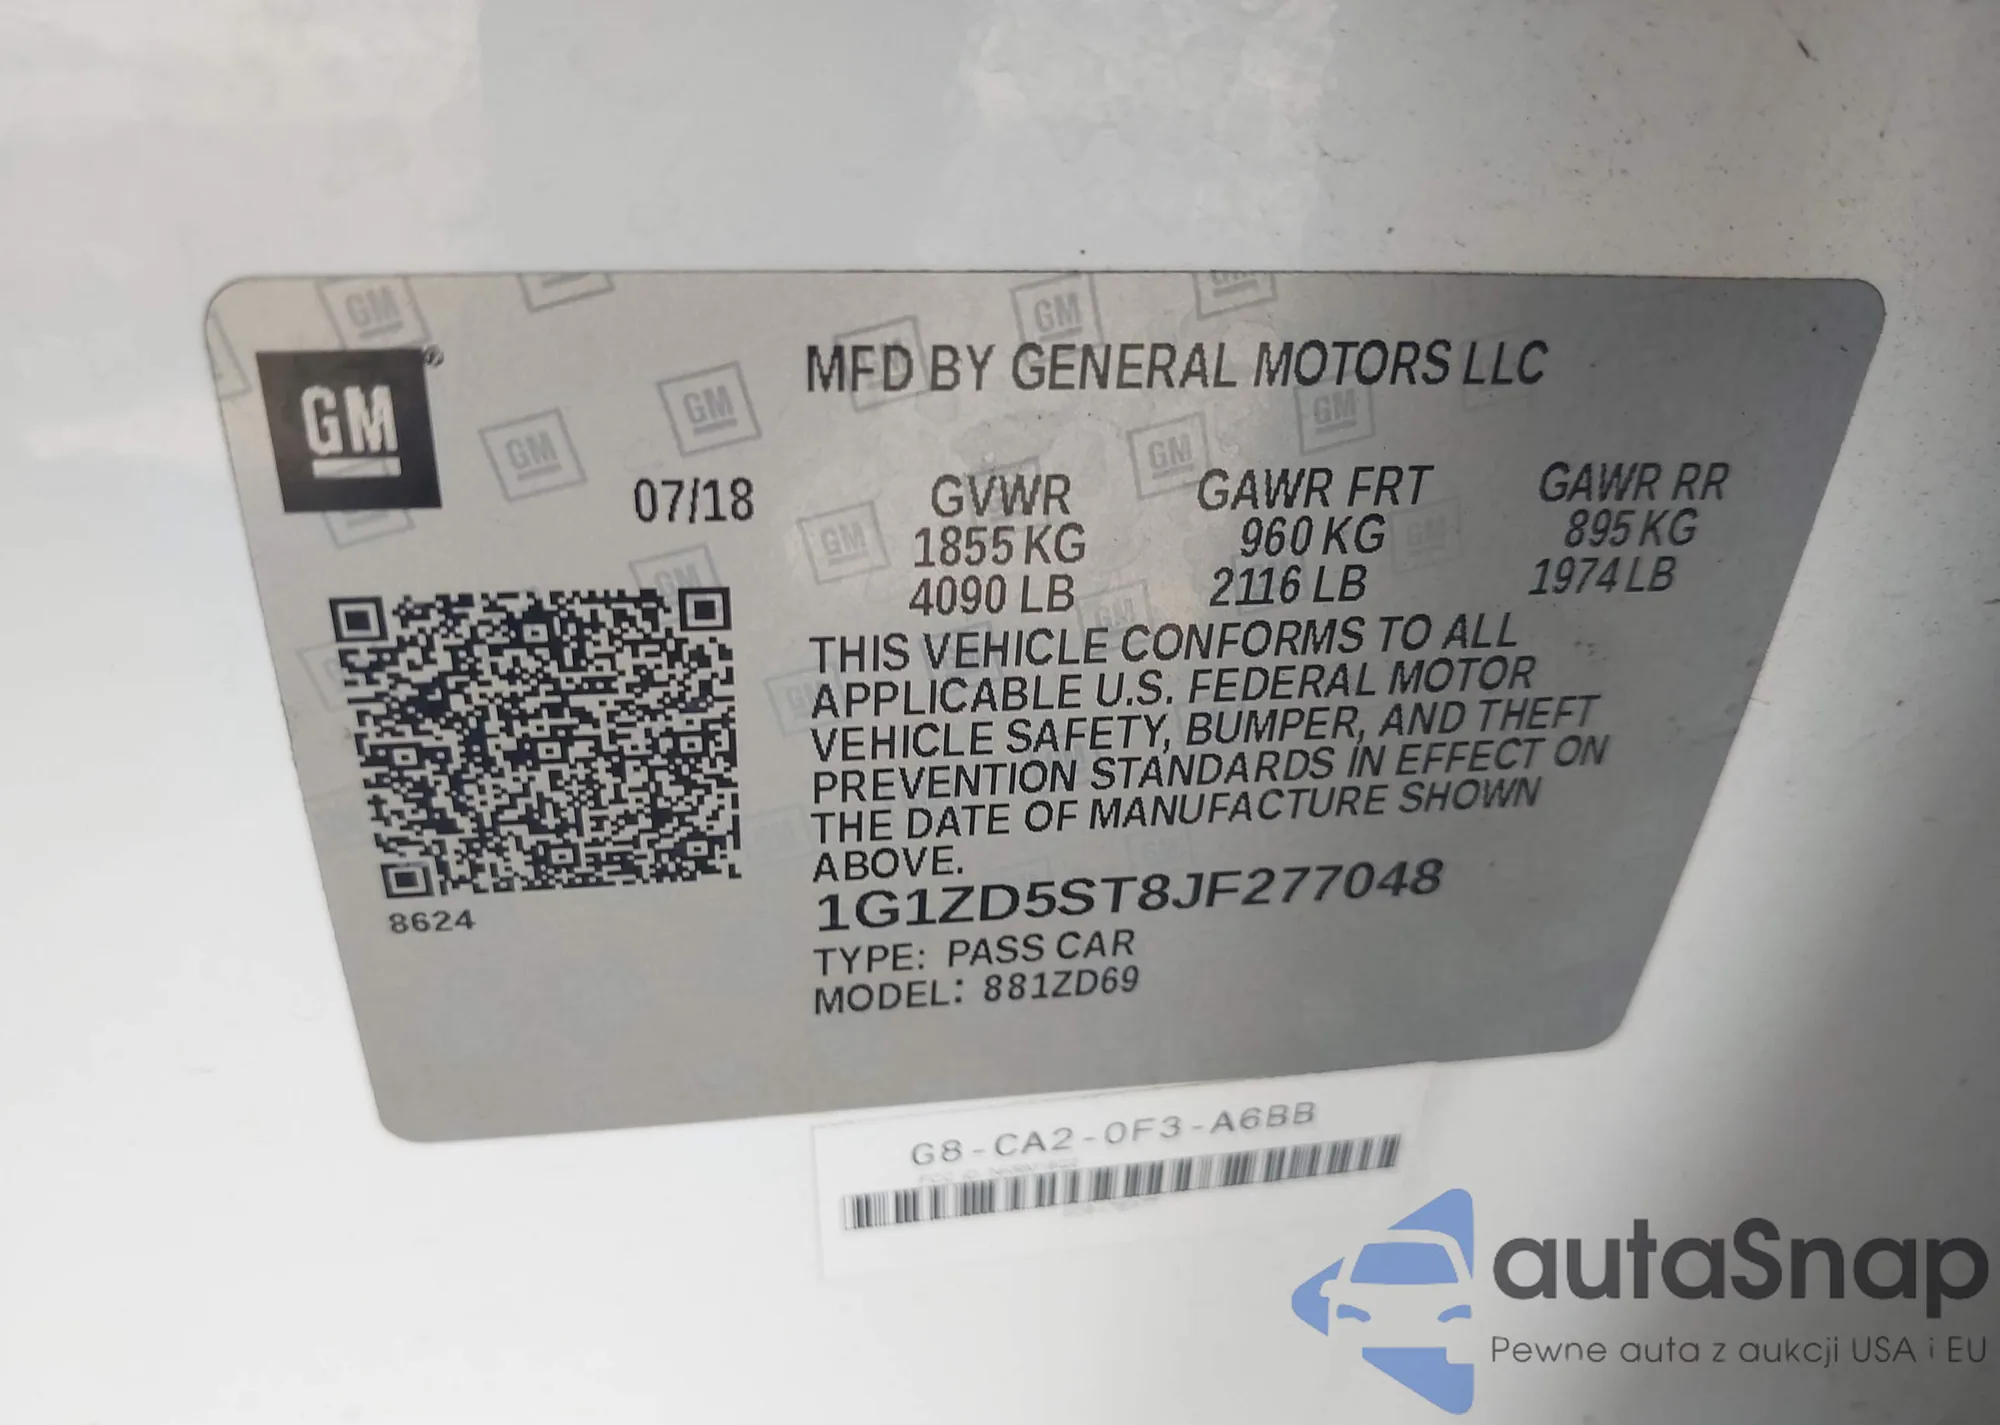 GM
MFD BY GENERAL MOTORS LLC
07/18
GVWR GAWR FRT GAWR RR
1855 KG 960 KG 895 KG
4090 LB 2116 LB 1974 LB
THIS VEHICLE CONFORMS TO ALL
APPLICABLE U.S. FEDERAL MOTOR
VEHICLE SAFETY, BUMPER, AND THEFT
PREVENTION STANDARDS IN EFFECT ON
THE DATE OF MANUFACTURE SHOWN
ABOVE.
1G1ZD5ST8JF277048
8624
TYPE: PASS CAR
MODEL: 881ZD69
G8-CA2-0F3-A6BB
autaSnap
Pewne auta z aukcji USA i EU